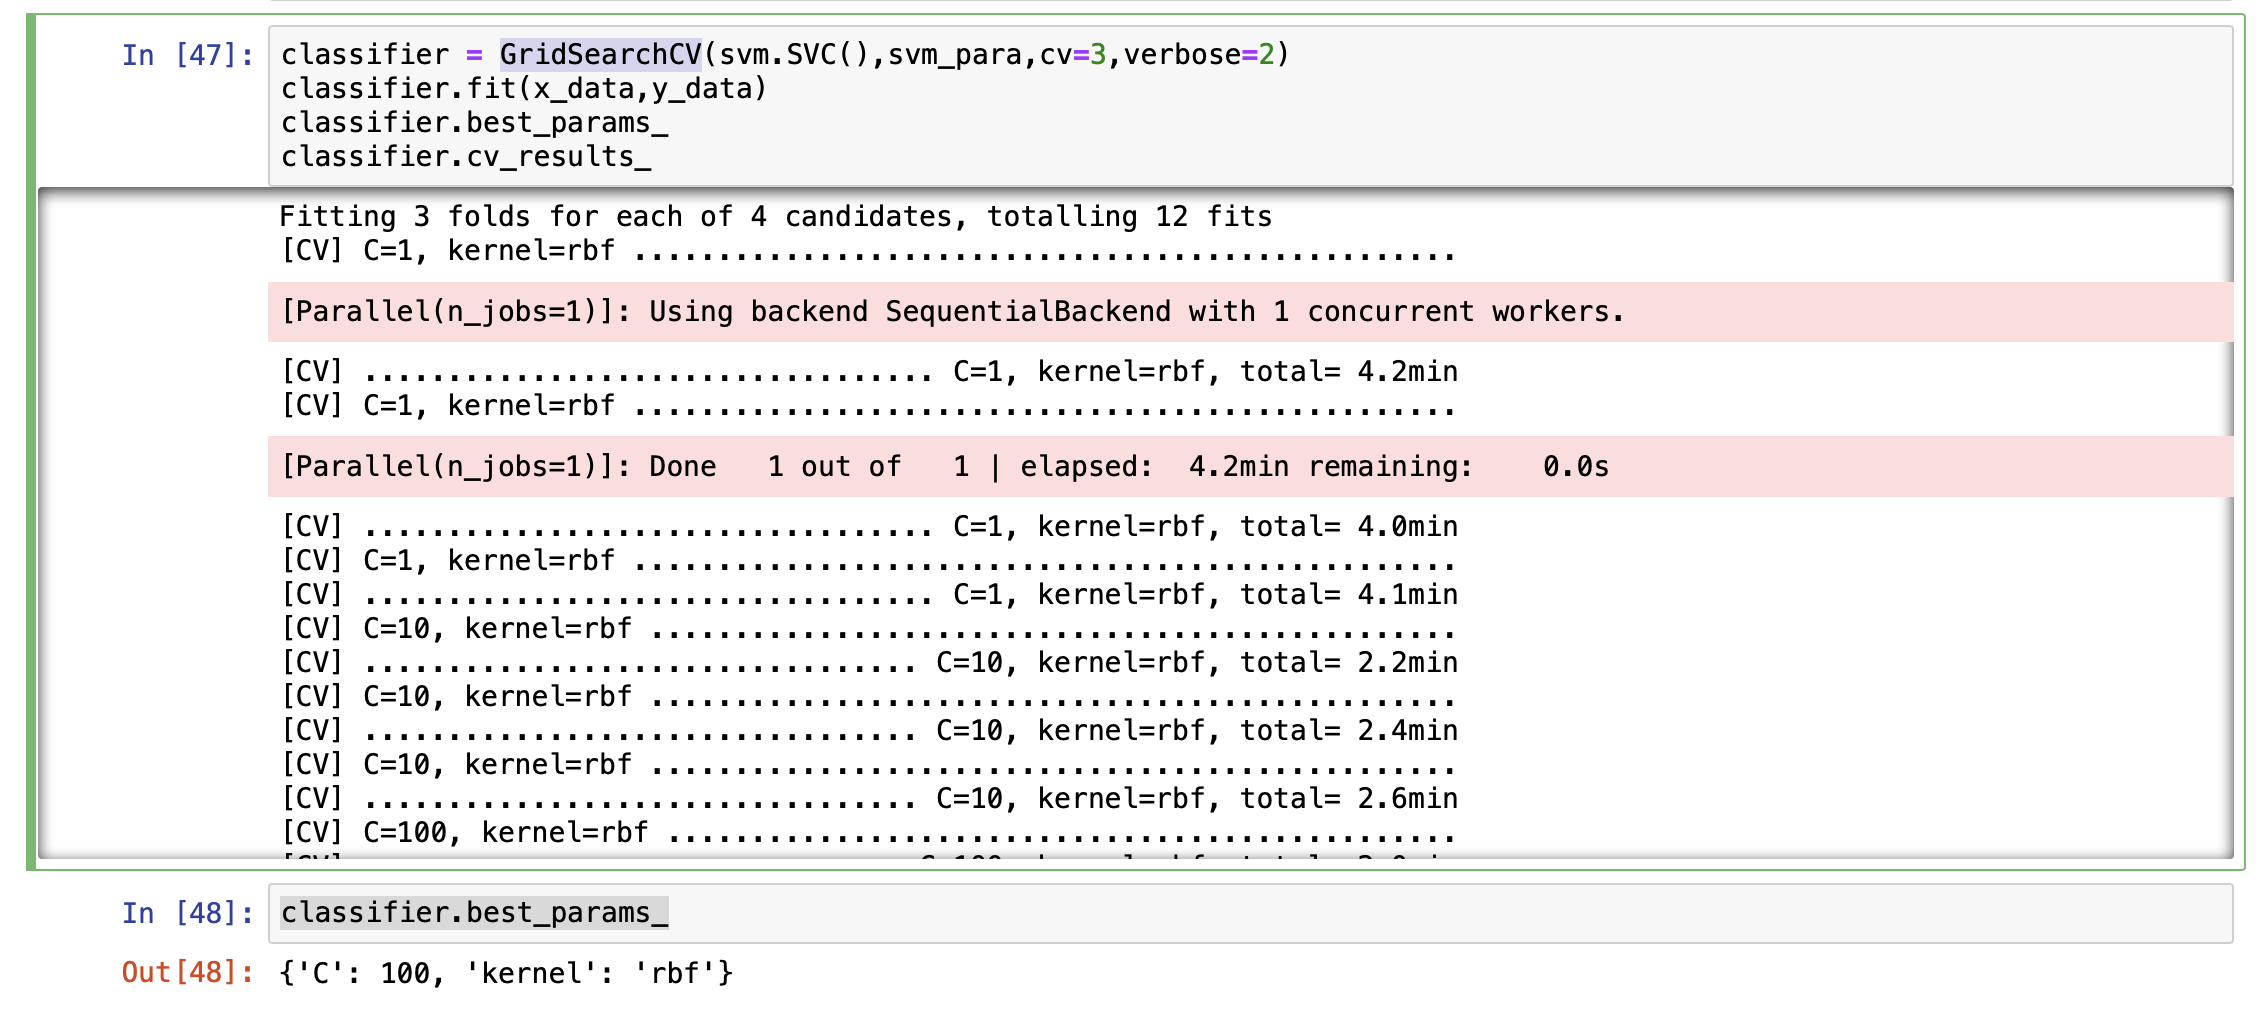 In [47]:
classifier = GridSearchCV(svm.SVC(),svm_para,cv=3,verbose=2)
classifier.fit(x_data,y_data)
classifier.best_params_
classifier.cv_results_
Fitting 3 folds for each of 4 candidates, totalling 12 fits
[CV] C=1, kernel=rbf .................................................
[Parallel(n_jobs=1)]: Using backend SequentialBackend with 1 concurrent workers.
[CV] .................................. C=1, kernel=rbf, total= 4.2min
[CV] C=1, kernel=rbf .................................................
[Parallel(n_jobs=1)]: Done   1 out of   1 | elapsed:  4.2min remaining:    0.0s
[CV] .................................. C=1, kernel=rbf, total= 4.0min
[CV] C=1, kernel=rbf .................................................
[CV] .................................. C=1, kernel=rbf, total= 4.1min
[CV] C=10, kernel=rbf ................................................
[CV] ................................. C=10, kernel=rbf, total= 2.2min
[CV] C=10, kernel=rbf ................................................
[CV] ................................. C=10, kernel=rbf, total= 2.4min
[CV] C=10, kernel=rbf ................................................
[CV] ................................. C=10, kernel=rbf, total= 2.6min
[CV] C=100, kernel=rbf ...............................................
In [48]:
classifier.best_params_
Out[48]: {'C': 100, 'kernel': 'rbf'}